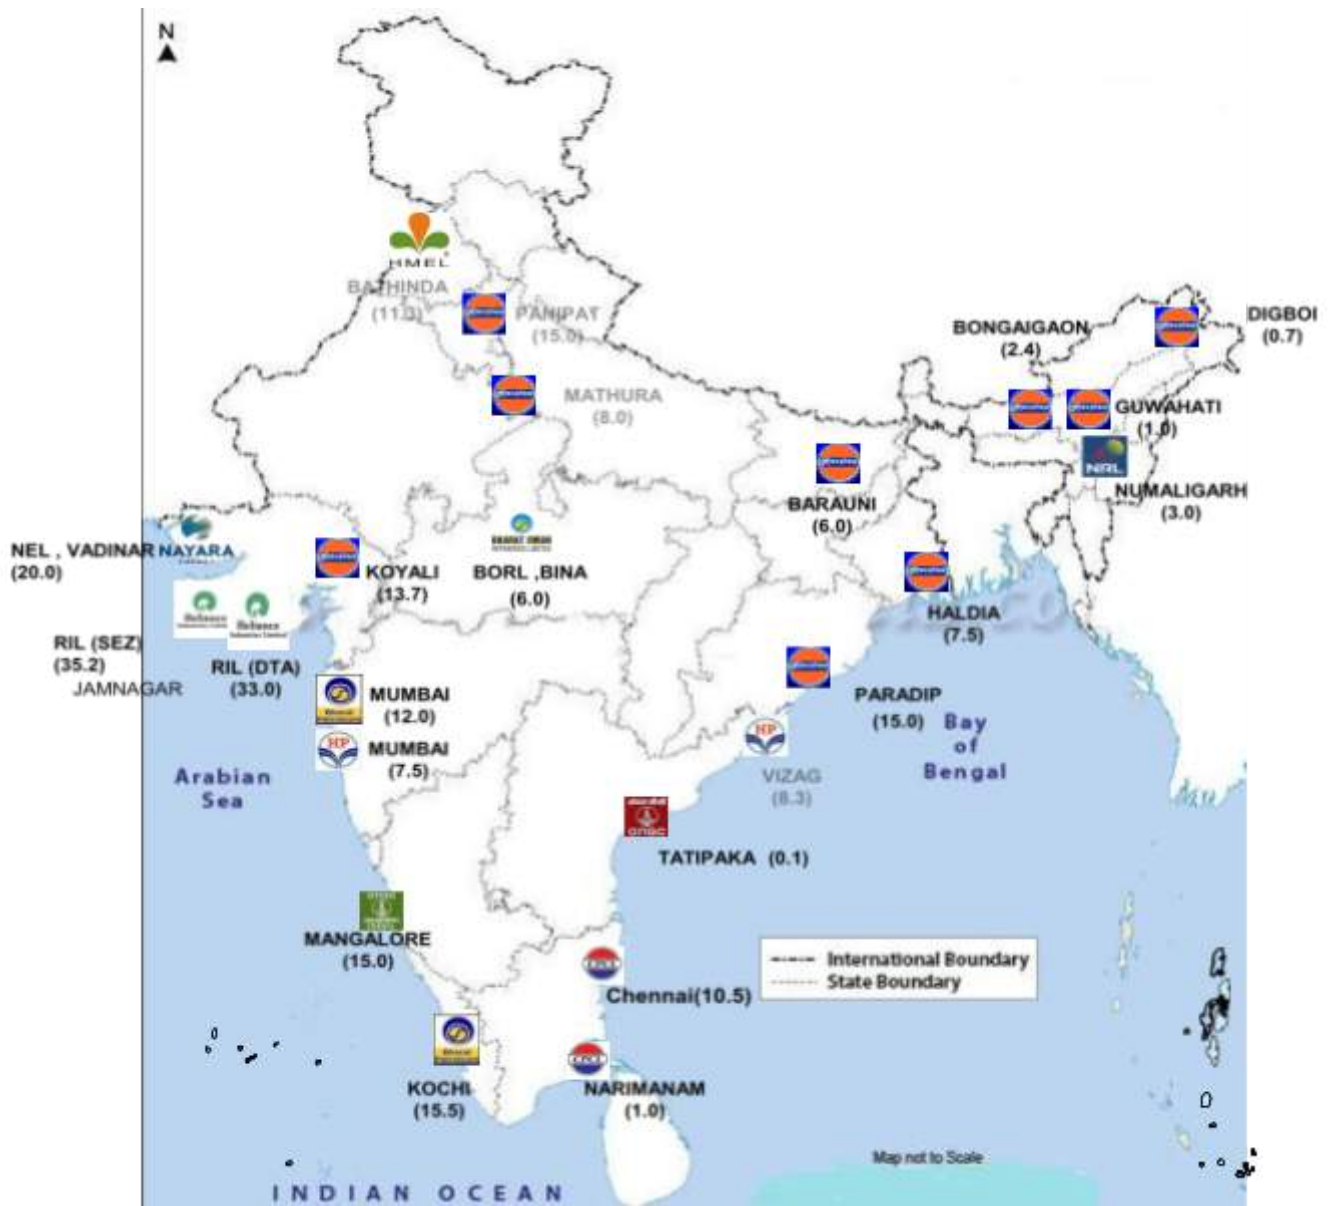 N
HMEL
BATHINDA
(11.3)
PANIPAT
(15.0)
BONGAIGAON
(2.4)
DIGBOI
(0.7)
MATHURA
(8.0)
GUWAHATI
(1.0)
NRL
NUMALIGARH
(3.0)
BARAUNI
(6.0)
NEL , VADINAR
(20.0)
NAYARA
KOYALI
(13.7)
BORL ,BINA
(6.0)
HALDIA
(7.5)
Reliance
Reliance
RIL (SEZ)
(35.2)
JAMNAGAR
RIL (DTA)
(33.0)
MUMBAI
(12.0)
PARADIP
(15.0)
Bay
of
Bengal
HP
MUMBAI
(7.5)
HP
VIZAG
(8.3)
Arabian
Sea
ONGC
TATIPAKA (0.1)
MANGALORE
(15.0)
Chennai(10.5)
International Boundary
State Boundary
KOCHI
(15.5)
NARIMANAM
(1.0)
Map not to Scale
INDIAN OCEAN